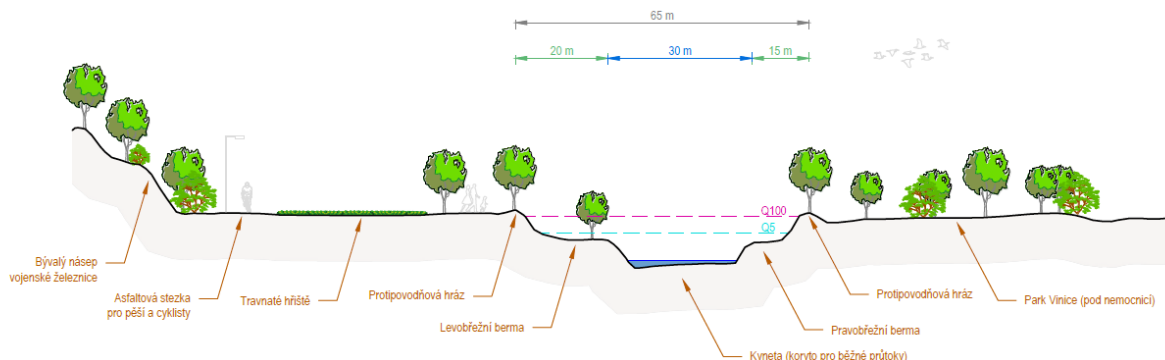 65 m
20 m
30 m
15 m
Q100
Q5
Bývalý násep
vojenské železnice
Asfaltová stezka
pro pěší a cyklisty
Travnaté hřiště
Protipovodňová hráz
Levobřežní berma
Kyneta (koryto pro běžné průtoky)
Pravobřežní berma
Protipovodňová hráz
Park Vinice (pod nemocnicí)